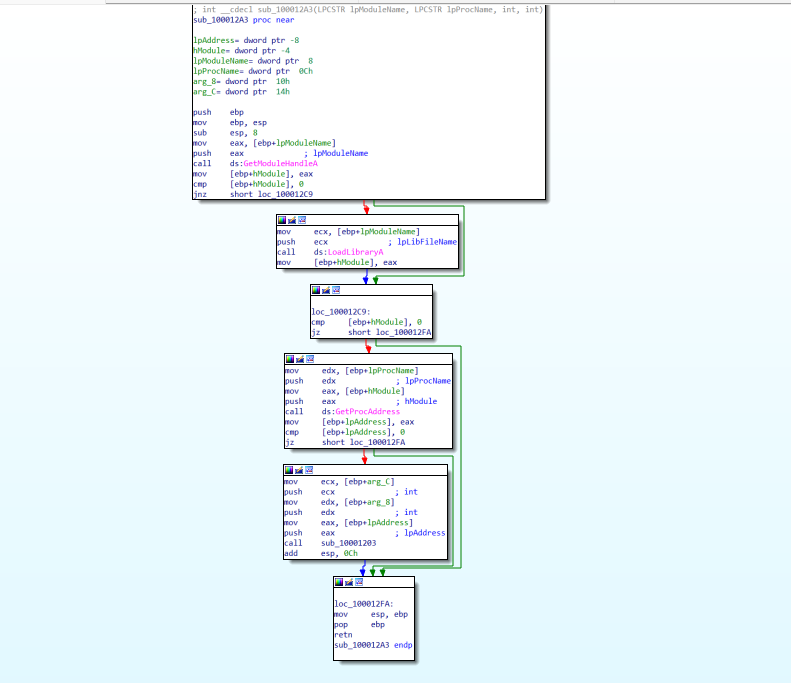 ; int __cdecl sub_100012A3(LPCSTR lpModuleName, LPCSTR lpProcName, int, int)
sub_100012A3 proc near
lpAddress= dword ptr -8
hModule= dword ptr -4
lpModuleName= dword ptr  8
lpProcName= dword ptr  0Ch
arg_8= dword ptr  10h
arg_C= dword ptr  14h
push    ebp
mov     ebp, esp
sub     esp, 8
mov     eax, [ebp+lpModuleName]
push    eax             ; lpModuleName
call    ds:GetModuleHandleA
mov     [ebp+hModule], eax
cmp     [ebp+hModule], 0
jnz     short loc_100012C9
mov     ecx, [ebp+lpModuleName]
push    ecx             ; lpLibFileName
call    ds:LoadLibraryA
mov     [ebp+hModule], eax
loc_100012C9:
cmp     [ebp+hModule], 0
jz      short loc_100012FA
mov     edx, [ebp+lpProcName]
push    edx             ; lpProcName
mov     eax, [ebp+hModule]
push    eax             ; hModule
call    ds:GetProcAddress
mov     [ebp+lpAddress], eax
cmp     [ebp+lpAddress], 0
jz      short loc_100012FA
mov     ecx, [ebp+arg_C]
push    ecx             ; int
mov     edx, [ebp+arg_8]
push    edx             ; int
mov     eax, [ebp+lpAddress]
push    eax             ; lpAddress
call    sub_10001203
add     esp, 0Ch
loc_100012FA:
mov     esp, ebp
pop     ebp
retn
sub_100012A3 endp